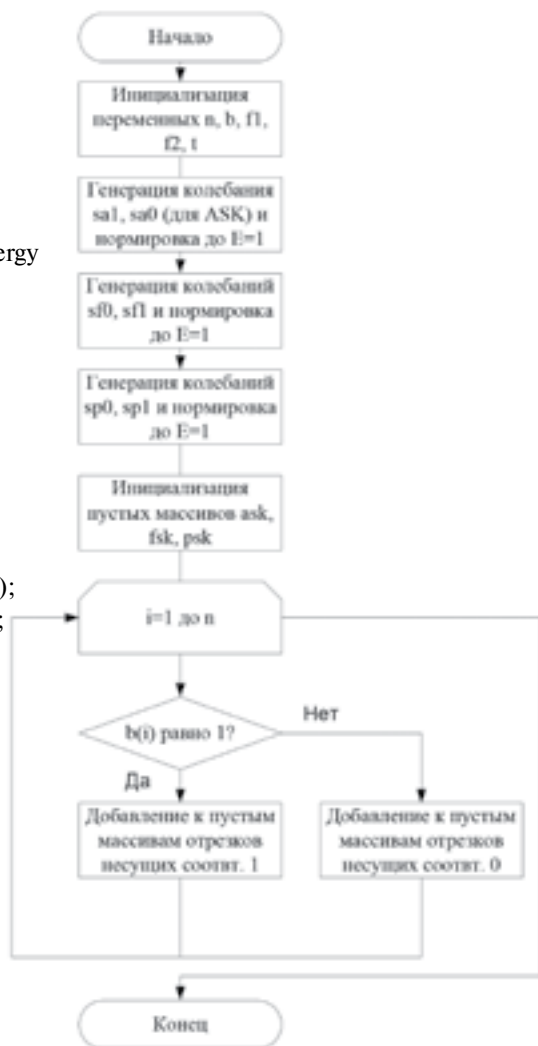 Начало
Инициализация
переменных n, b, f1,
f2, t
Генерация колебания
sa1, sa0 (для ASK) и
нормировка до E=1
ergy
Генерация колебаний
sf0, sf1 и нормировка
до E=1
Генерация колебаний
sp0, sp1 и нормировка
до E=1
Инициализация
пустых массивов ask,
fsk, psk
);
;
i=1 до n
b(i) равно 1?
Нет
Да
Добавление к пустым
массивам отрезков
несущих соотвт. 1
Добавление к пустым
массивам отрезков
несущих соотвт. 0
Конец